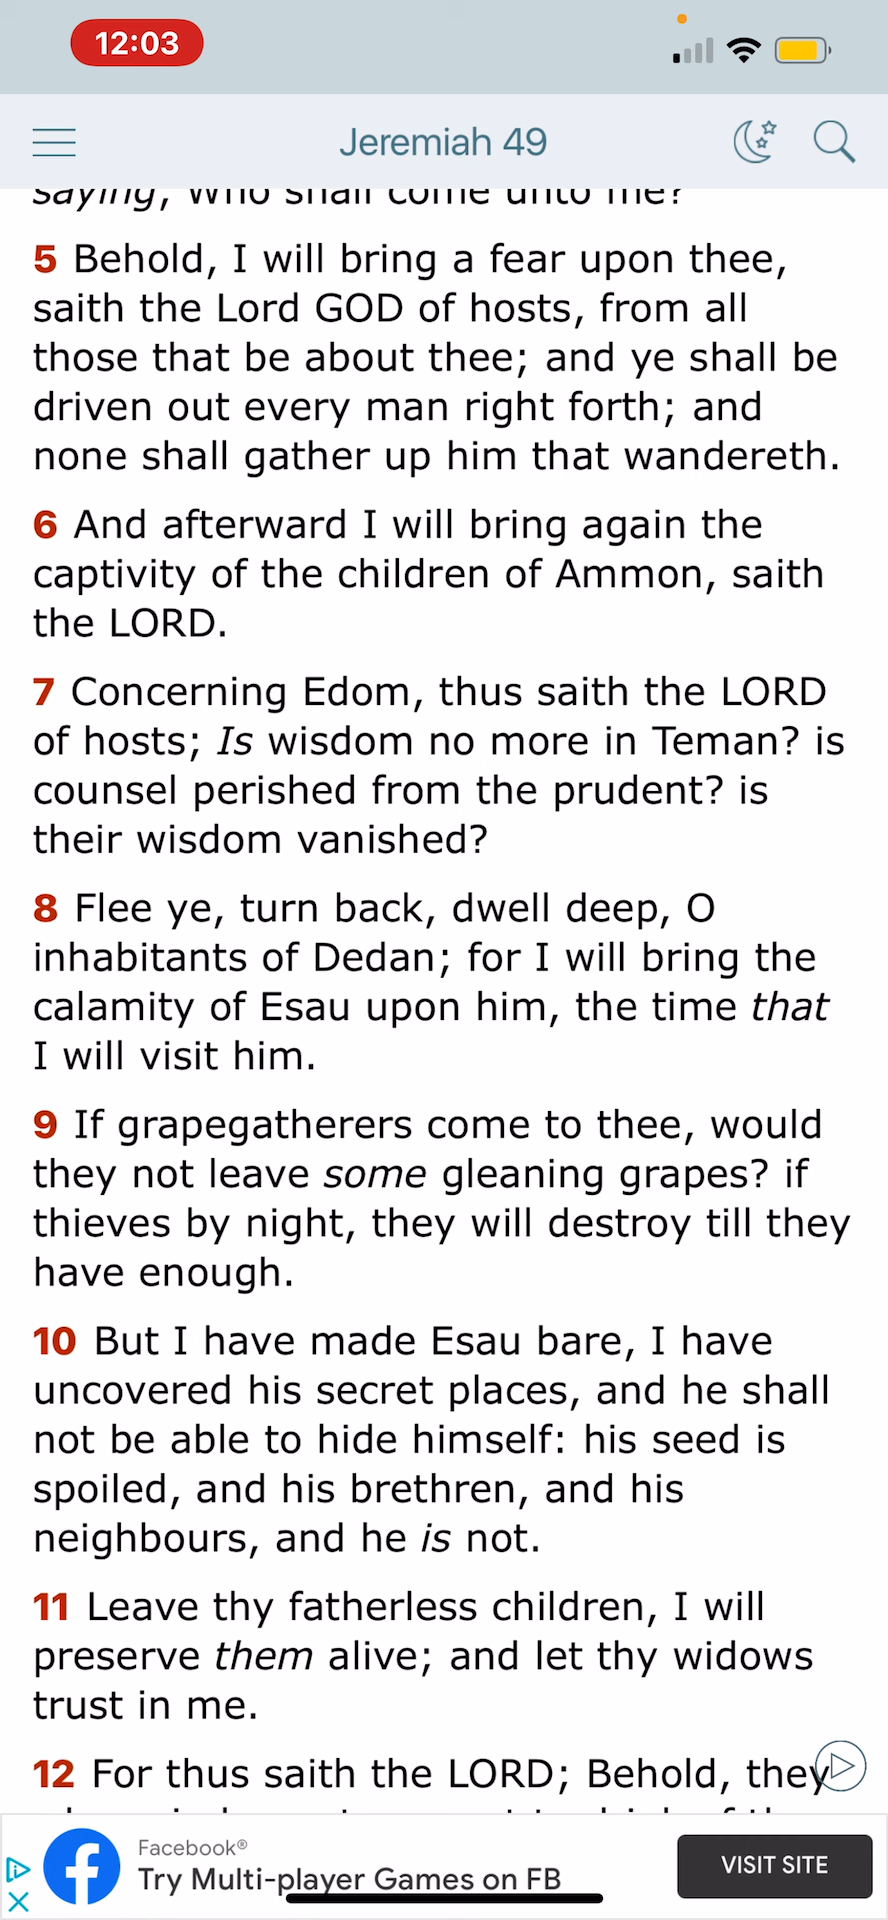 12:03
Jeremiah 49
saying, Who shall come unto me?
5 Behold, I will bring a fear upon thee,
saith the Lord GOD of hosts, from all
those that be about thee; and ye shall be
driven out every man right forth; and
none shall gather up him that wandereth.
6 And afterward I will bring again the
captivity of the children of Ammon, saith
the LORD.
7 Concerning Edom, thus saith the LORD
of hosts; Is wisdom no more in Teman? is
counsel perished from the prudent? is
their wisdom vanished?
8 Flee ye, turn back, dwell deep, O
inhabitants of Dedan; for I will bring the
calamity of Esau upon him, the time that
I will visit him.
9 If grapegatherers come to thee, would
they not leave some gleaning grapes? if
thieves by night, they will destroy till they
have enough.
10 But I have made Esau bare, I have
uncovered his secret places, and he shall
not be able to hide himself: his seed is
spoiled, and his brethren, and his
neighbours, and he is not.
11 Leave thy fatherless children, I will
preserve them alive; and let thy widows
trust in me.
12 For thus saith the LORD; Behold, they
Facebook®
Try Multi-player Games on FB
VISIT SITE